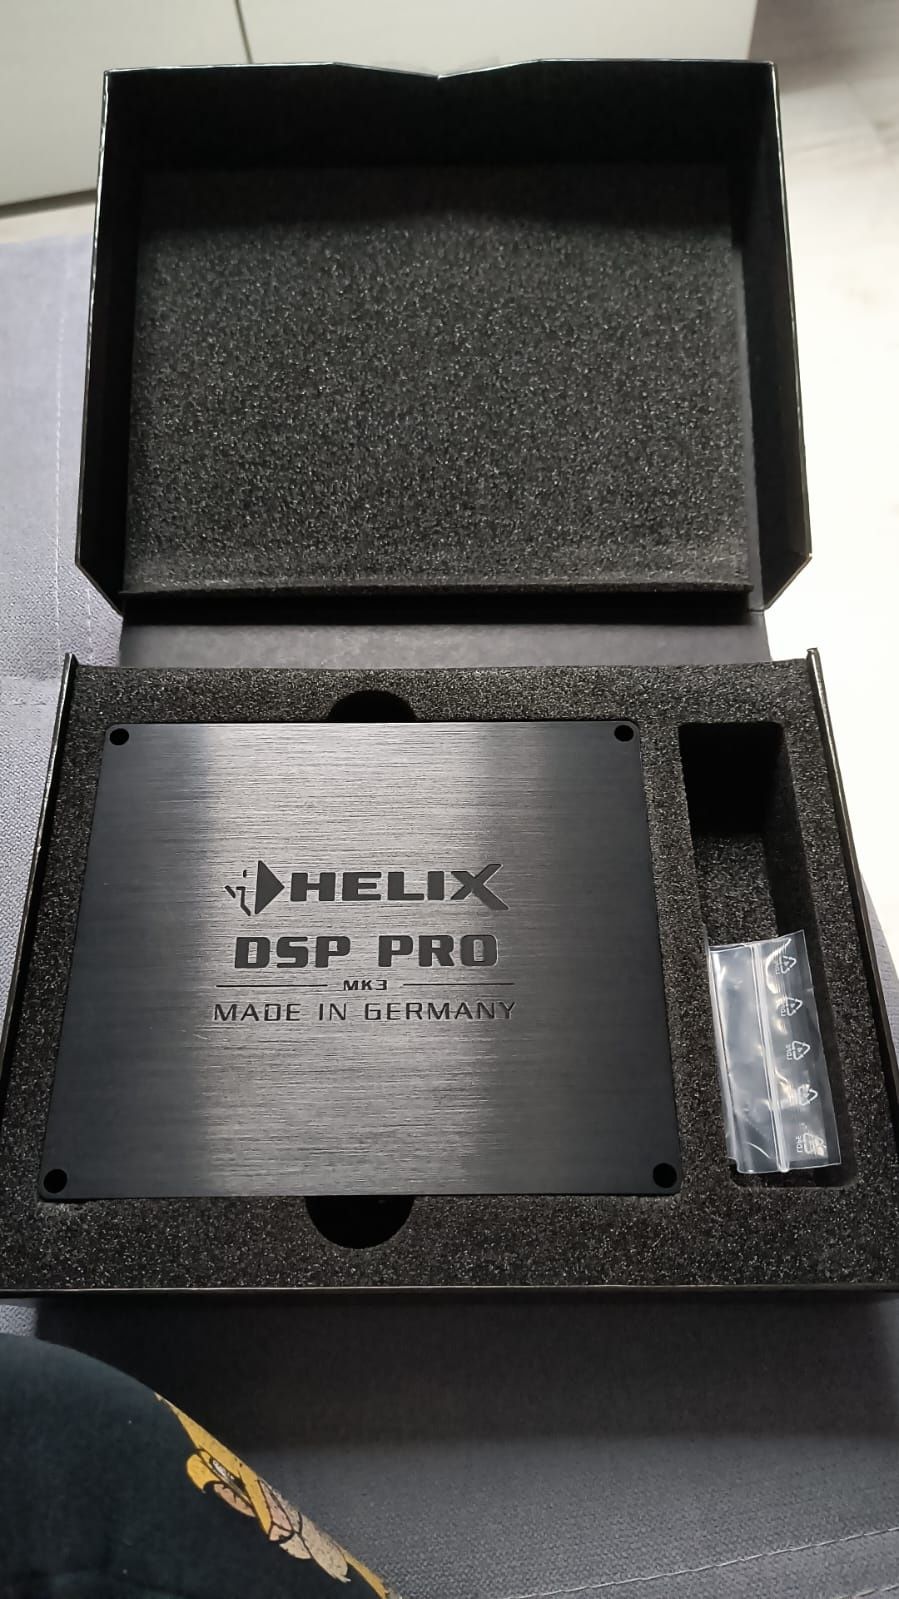 HELIX
DSP PRO
MK3
MADE IN GERMANY